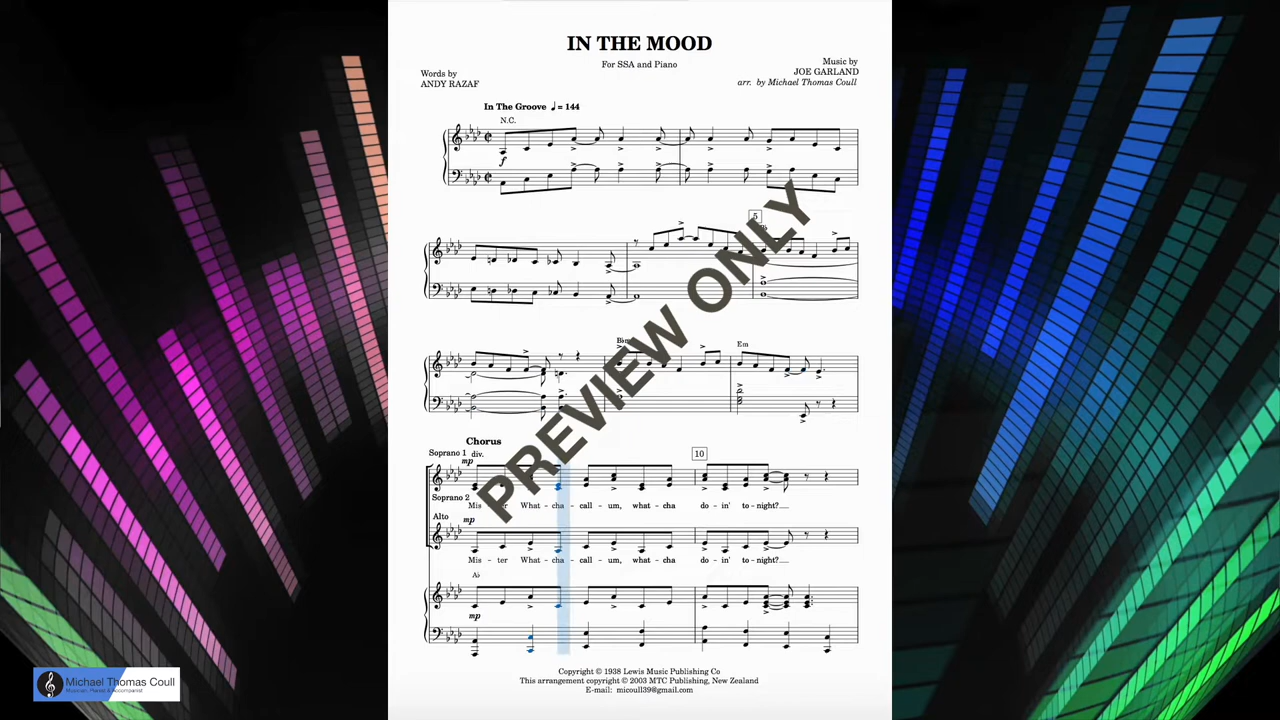 IN THE MOOD
For SSA and Piano
Words by
ANDY RAZAF
Music by
JOE GARLAND
arr. by Michael Thomas Coull
In The Groove ♩ = 144
N.C.
f
5
Em
PREVIEW ONLY
Chorus
Soprano 1 div.
mp
10
Soprano 2
Mis - What - cha - call - um, what - cha do - in' to - night?
Alto
mp
Mis - ter What - cha - call - um, what - cha do - in' to - night?
A♭
mp
Copyright © 1938 Lewis Music Publishing Co
This arrangement copyright © 2003 MTC Publishing, New Zealand
E-mail: micoull39@gmail.com
Michael Thomas Coull
Musician, Pianist & Accompanist